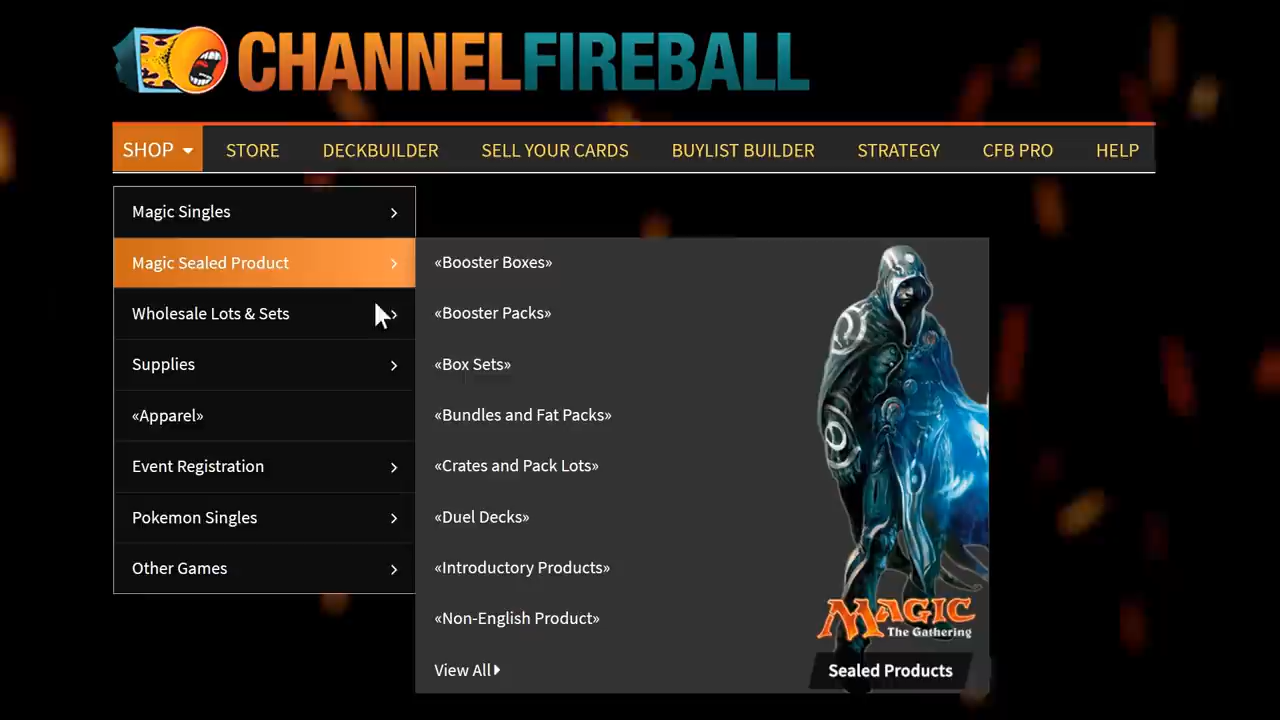 CHANNELFIREBALL
SHOP STORE DECKBUILDER SELL YOUR CARDS BUYLIST BUILDER STRATEGY CFB PRO HELP
Magic Singles
Magic Sealed Product
Wholesale Lots & Sets
Supplies
«Apparel»
Event Registration
Pokemon Singles
Other Games
«Booster Boxes»
«Booster Packs»
«Box Sets»
«Bundles and Fat Packs»
«Crates and Pack Lots»
«Duel Decks»
«Introductory Products»
«Non-English Product»
View All
MAGIC
The Gathering
Sealed Products